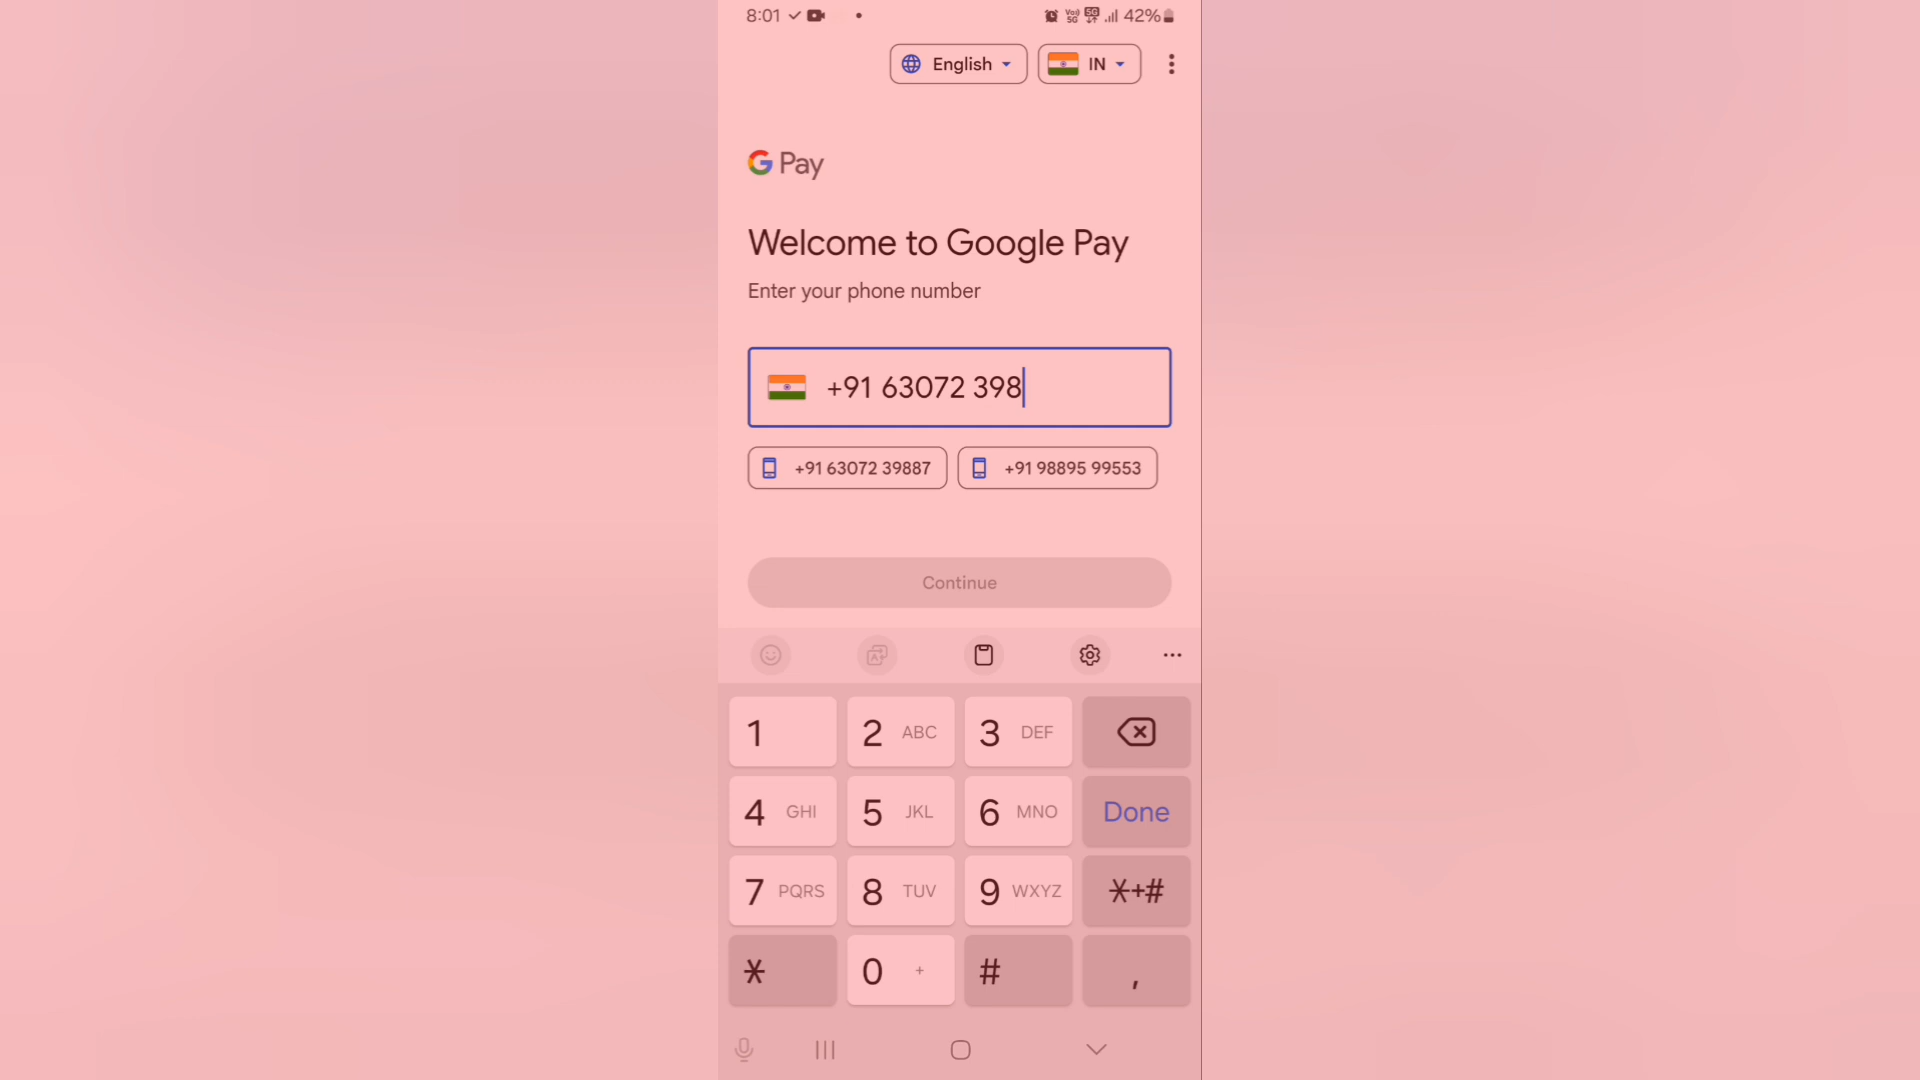 8:01 42%
English IN
G Pay
Welcome to Google Pay
Enter your phone number
+91 63072 398
+91 63072 39887 +91 98895 99553
Continue
1 2 ABC 3 DEF
4 GHI 5 JKL 6 MNO Done
7 PQRS 8 TUV 9 WXYZ *+#
* 0 + # ,